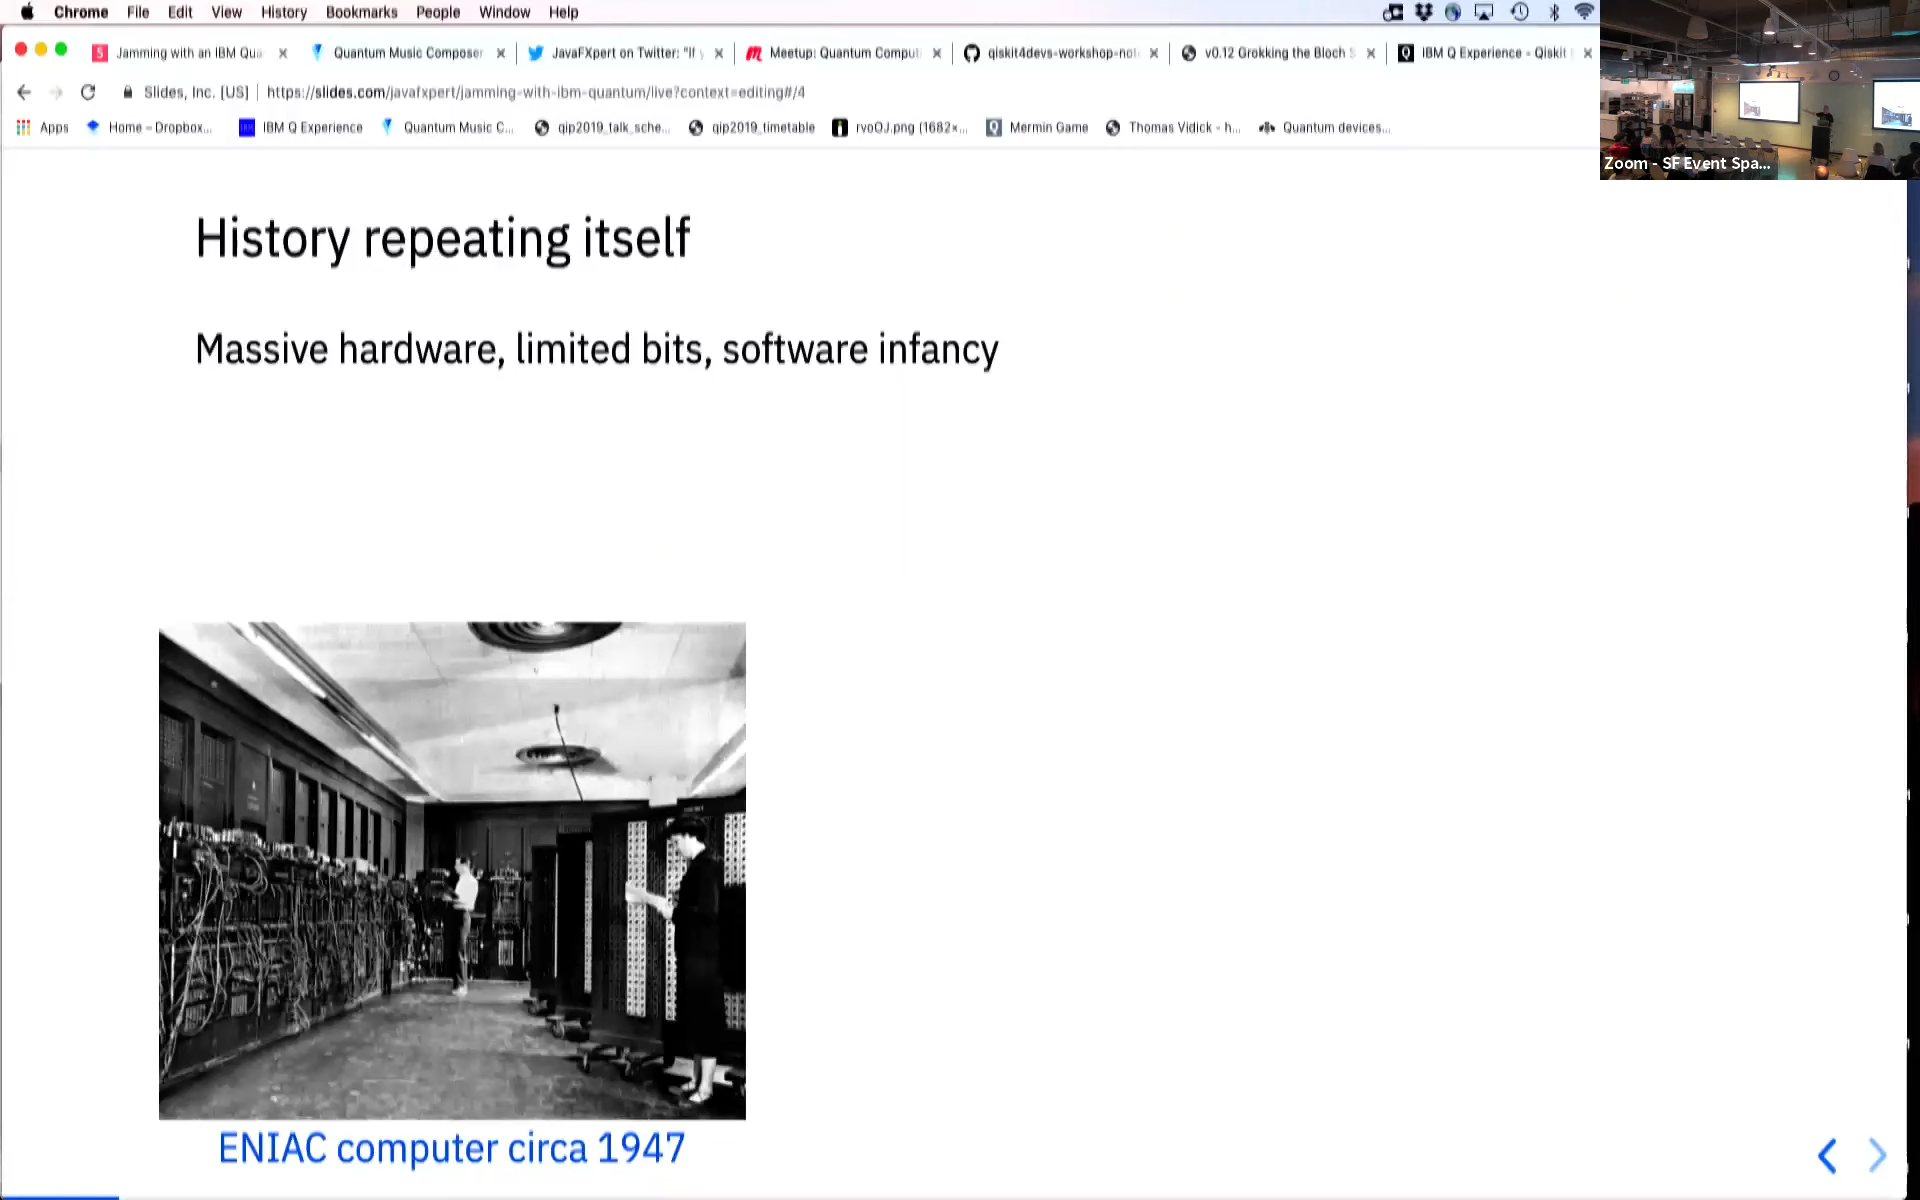 Chrome File Edit View History Bookmarks People Window Help
Jamming with an IBM Qua
Quantum Music Composer
JavaFXpert on Twitter: "If y
Meetup: Quantum Comput
qiskit4devs-workshop-not
v0.12 Grokking the Bloch S
IBM Q Experience - Qiskit
Slides, Inc. [US] https://slides.com/javafxpert/jamming-with-ibm-quantum/live?context=editing#/4
Apps Home – Dropbox... IBM Q Experience Quantum Music C... qip2019_talk_sche... qip2019_timetable rvoOJ.png (1682×... Mermin Game Thomas Vidick - h... Quantum devices...
Zoom - SF Event Spa...
History repeating itself
Massive hardware, limited bits, software infancy
ENIAC computer circa 1947